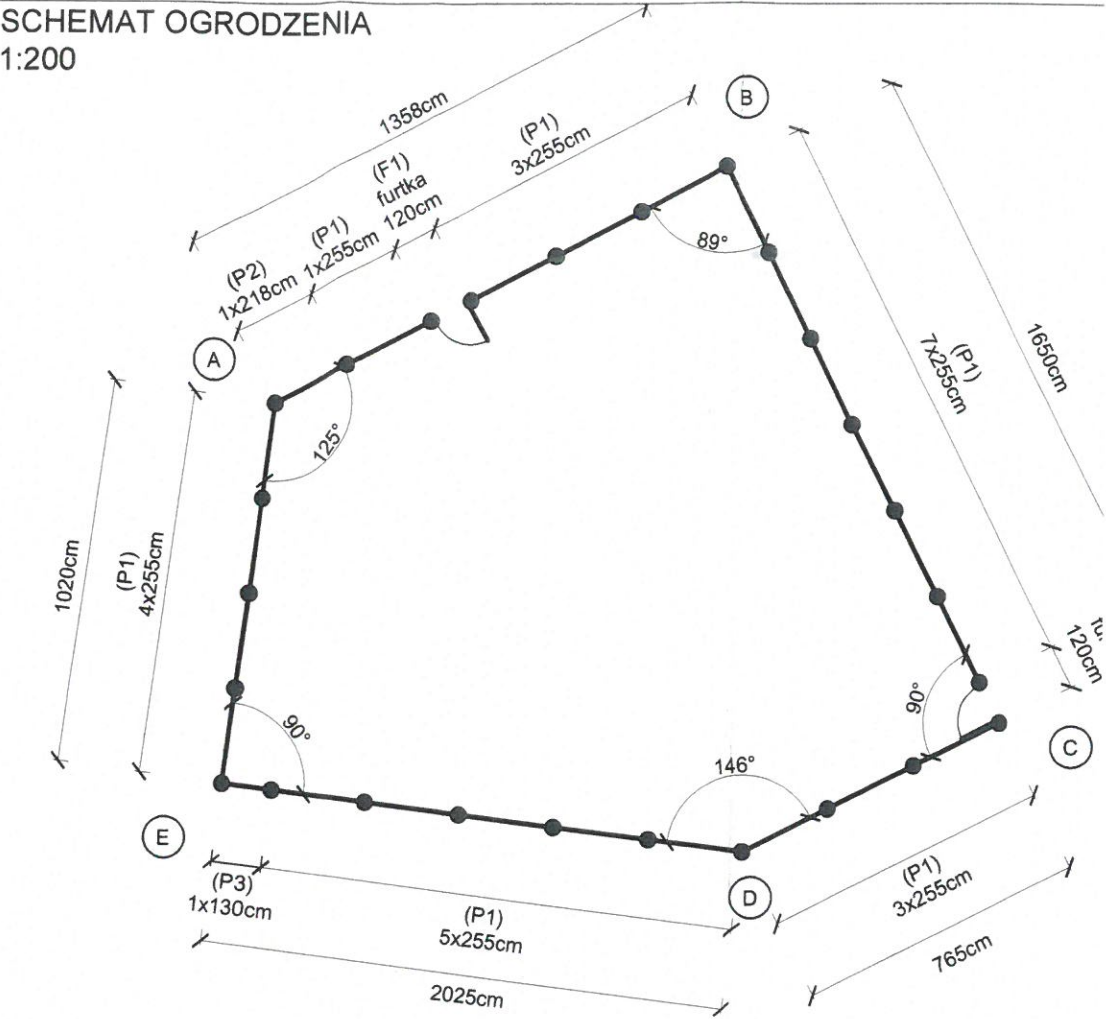 SCHEMAT OGRODZENIA
1:200
1358cm
(P1)
3x255cm
(F1)
furtka
120cm
(P1)
1x255cm
(P2)
1x218cm
A
B
89°
125°
(P1)
7x255cm
1650cm
1020cm
(P1)
4x255cm
120cm
90°
C
90°
146°
E
D
(P3)
1x130cm
(P1)
5x255cm
2025cm
(P1)
3x255cm
765cm